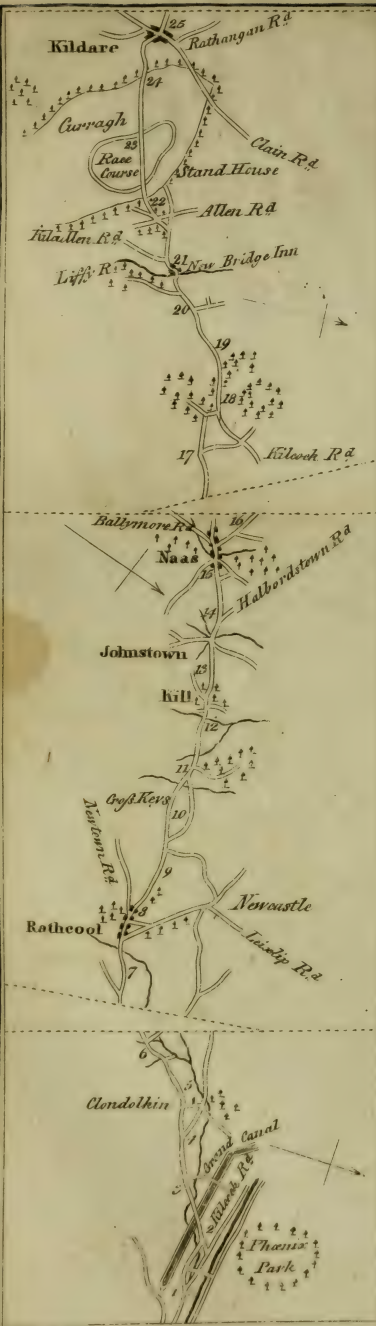 25
Kildare
Rathangan Rd
24
Curragh
Clain Rd
23
Race
Course
Stand House
22
Allen Rd
Kilallen Rd
21
New Bridge Inn
Liffy R
20
19
18
17
Kilcock Rd
Ballymore Rd
16
Naas
15
Halbordstown Rd
14
Johnstown
13
Kill
12
11
Cross Keys
10
Newtown Rd
9
8
Newcastle
Rathcool
Leixlip Rd
7
6
5
Clondolkin
4
Grand Canal
3
Kilcock Rd
2
Phœnix
Park
1